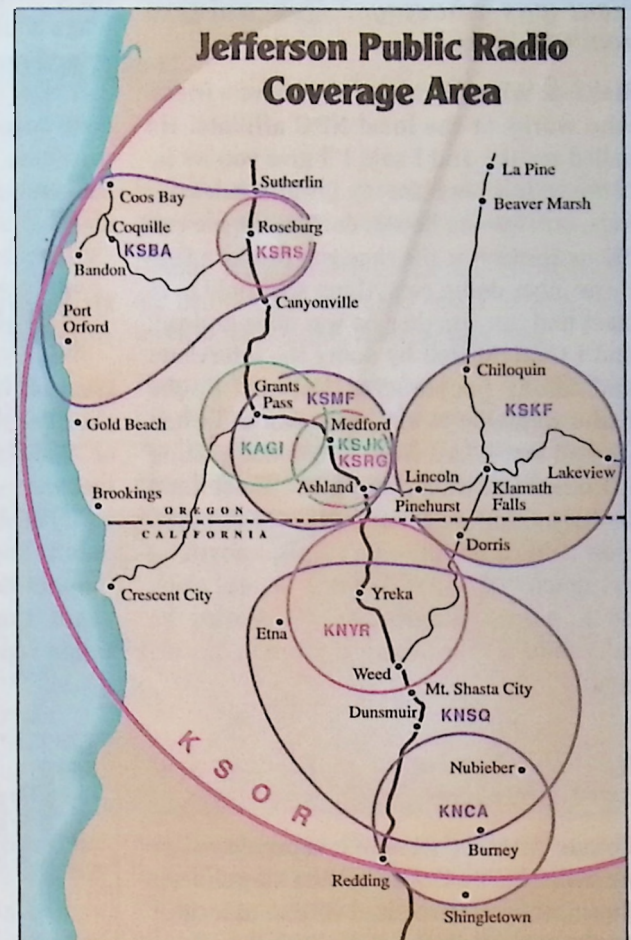 Jefferson Public Radio
Coverage Area
La Pine
Beaver Marsh
Sutherlin
Coos Bay
Roseburg
Coquille
KSBA
KSRS
Bandon
Canyonville
Port
Orford
Chiloquin
Grants
Pass
KSMF
KSKF
Gold Beach
Medford
KAGI
KSJK
KSRG
Lakeview
Ashland
Lincoln
Pinehurst
Klamath
Falls
Brookings
OREGON
CALIFORNIA
Dorris
Crescent City
Yreka
Etna
KNYR
Weed
Mt. Shasta City
Dunsmuir
KNSQ
KSOR
Nubieber
KNCA
Burney
Redding
Shingletown